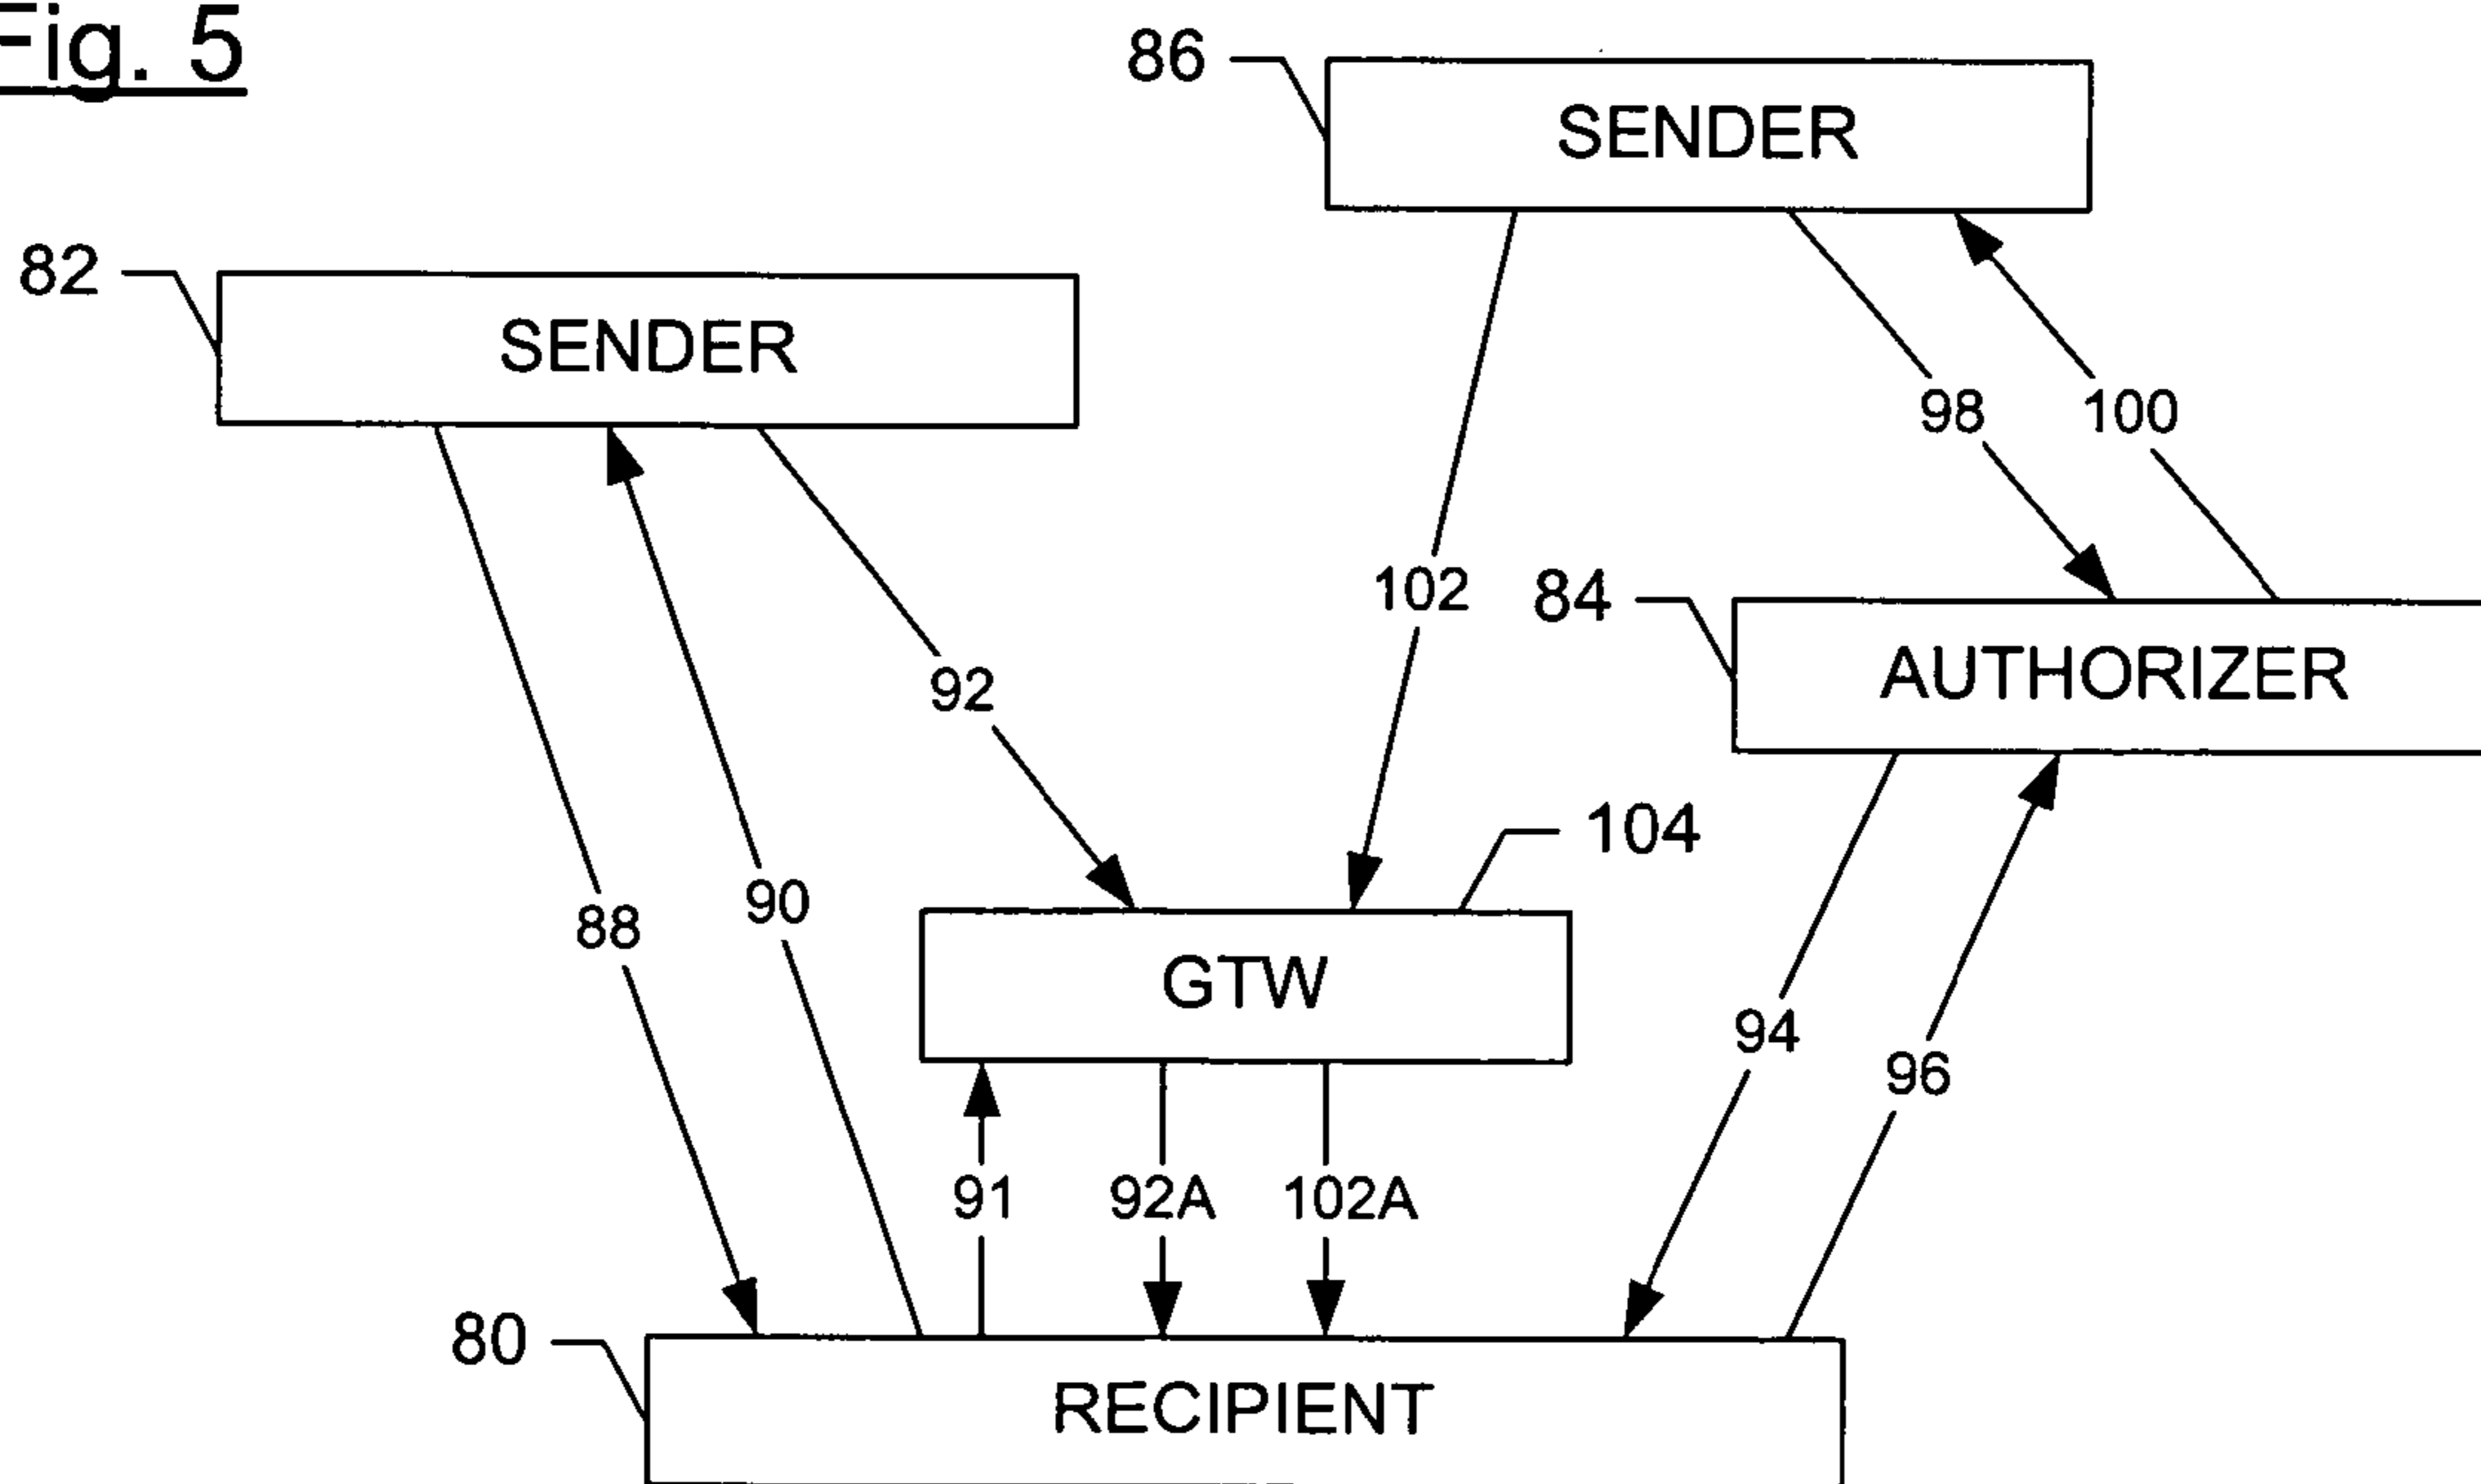 Fig. 5
86
SENDER
82
SENDER
98
100
102
84
AUTHORIZER
92
104
90
88
GTW
94
96
91
92A
102A
80
RECIPIENT